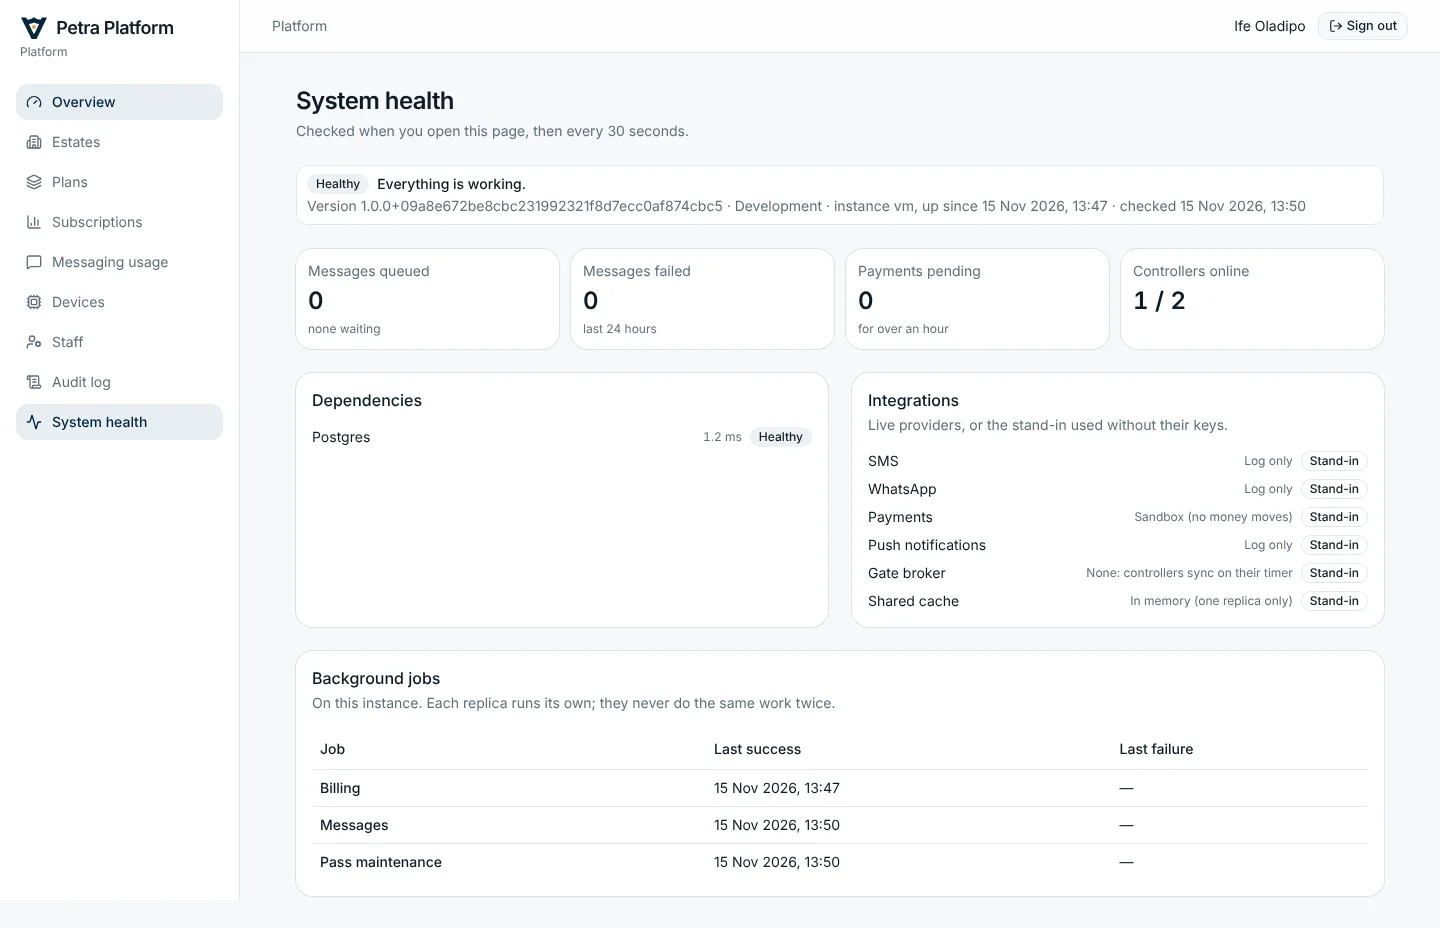 Petra Platform
Platform
Overview
Estates
Plans
Subscriptions
Messaging usage
Devices
Staff
Audit log
System health
Platform
Ife Oladipo
Sign out
System health
Checked when you open this page, then every 30 seconds.
Healthy Everything is working.
Version 1.0.0+09a8e672be8cbc231992321f8d7ecc0af874cbc5 · Development · instance vm, up since 15 Nov 2026, 13:47 · checked 15 Nov 2026, 13:50
Messages queued
0
none waiting
Messages failed
0
last 24 hours
Payments pending
0
for over an hour
Controllers online
1 / 2
Dependencies
Postgres 1.2 ms Healthy
Integrations
Live providers, or the stand-in used without their keys.
SMS Log only Stand-in
WhatsApp Log only Stand-in
Payments Sandbox (no money moves) Stand-in
Push notifications Log only Stand-in
Gate broker None: controllers sync on their timer Stand-in
Shared cache In memory (one replica only) Stand-in
Background jobs
On this instance. Each replica runs its own; they never do the same work twice.
Job Last success Last failure
Billing 15 Nov 2026, 13:47 —
Messages 15 Nov 2026, 13:50 —
Pass maintenance 15 Nov 2026, 13:50 —